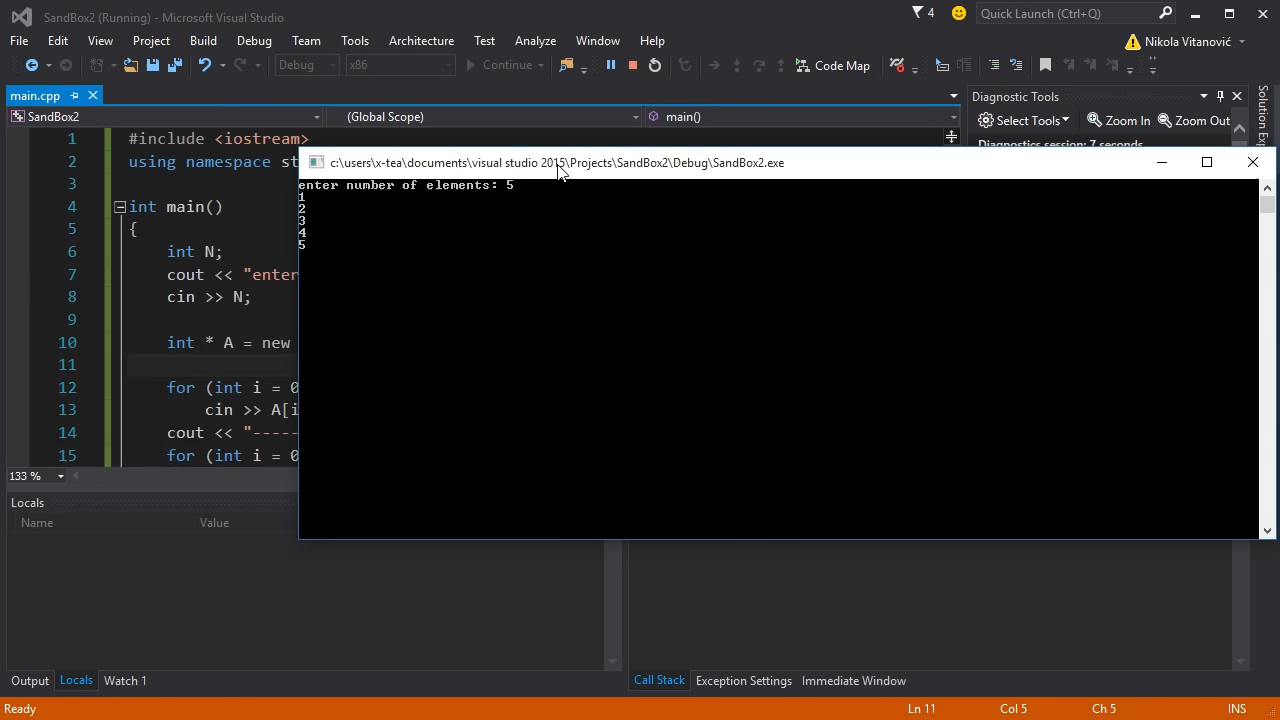 SandBox2 (Running) - Microsoft Visual Studio
4
Quick Launch (Ctrl+Q)
File Edit View Project Build Debug Team Tools Architecture Test Analyze Window Help
Nikola Vitanović
Debug x86 Continue Code Map
main.cpp
SandBox2 (Global Scope) main()
Diagnostic Tools
Select Tools Zoom In Zoom Out
Diagnostics session: 7 seconds
Solution Ex
1 #include <iostream>
2 using namespace st
3
4 int main()
5 {
6 int N;
7 cout << "enter
8 cin >> N;
9
10 int * A = new
11
12 for (int i = 0
13 cin >> A[i
14 cout << "-----
15 for (int i = 0
133 %
c:\users\x-tea\documents\visual studio 2015\Projects\SandBox2\Debug\SandBox2.exe
enter number of elements: 5
1
2
3
4
5
Locals
Name Value
Output Locals Watch 1
Call Stack Exception Settings Immediate Window
Ready Ln 11 Col 5 Ch 5 INS